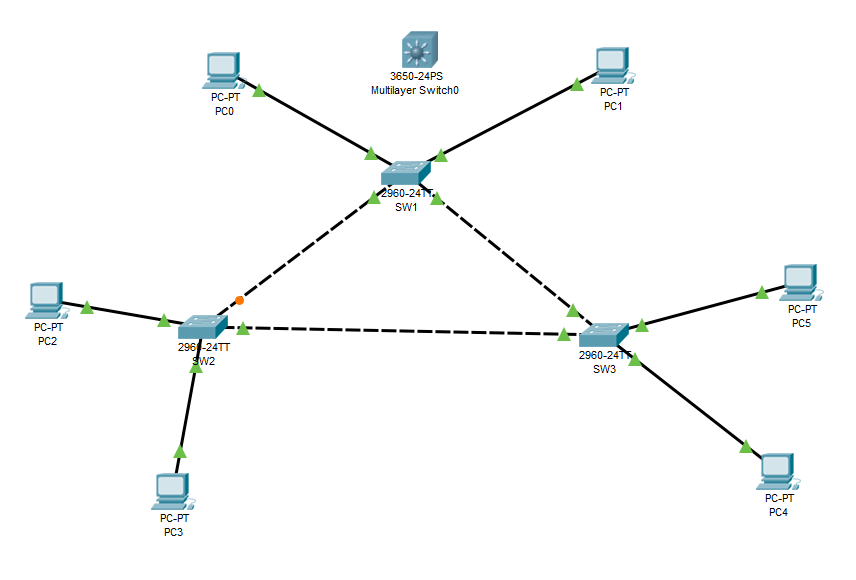 3650-24PS
Multilayer Switch0
PC-PT
PC0
PC-PT
PC1
2960-24TT
SW1
PC-PT
PC2
2960-24TT
SW2
2960-24TT
SW3
PC-PT
PC5
PC-PT
PC3
PC-PT
PC4